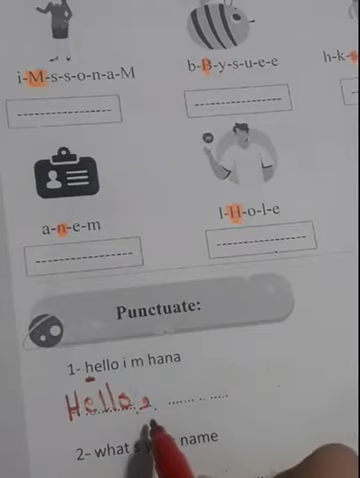 i-M-s-s-o-n-a-M
b-B-y-s-u-e-e
h-k-s
a-n-e-m
l-H-o-l-e
Punctuate:
1- hello i m hana
Hello,
2- what s name